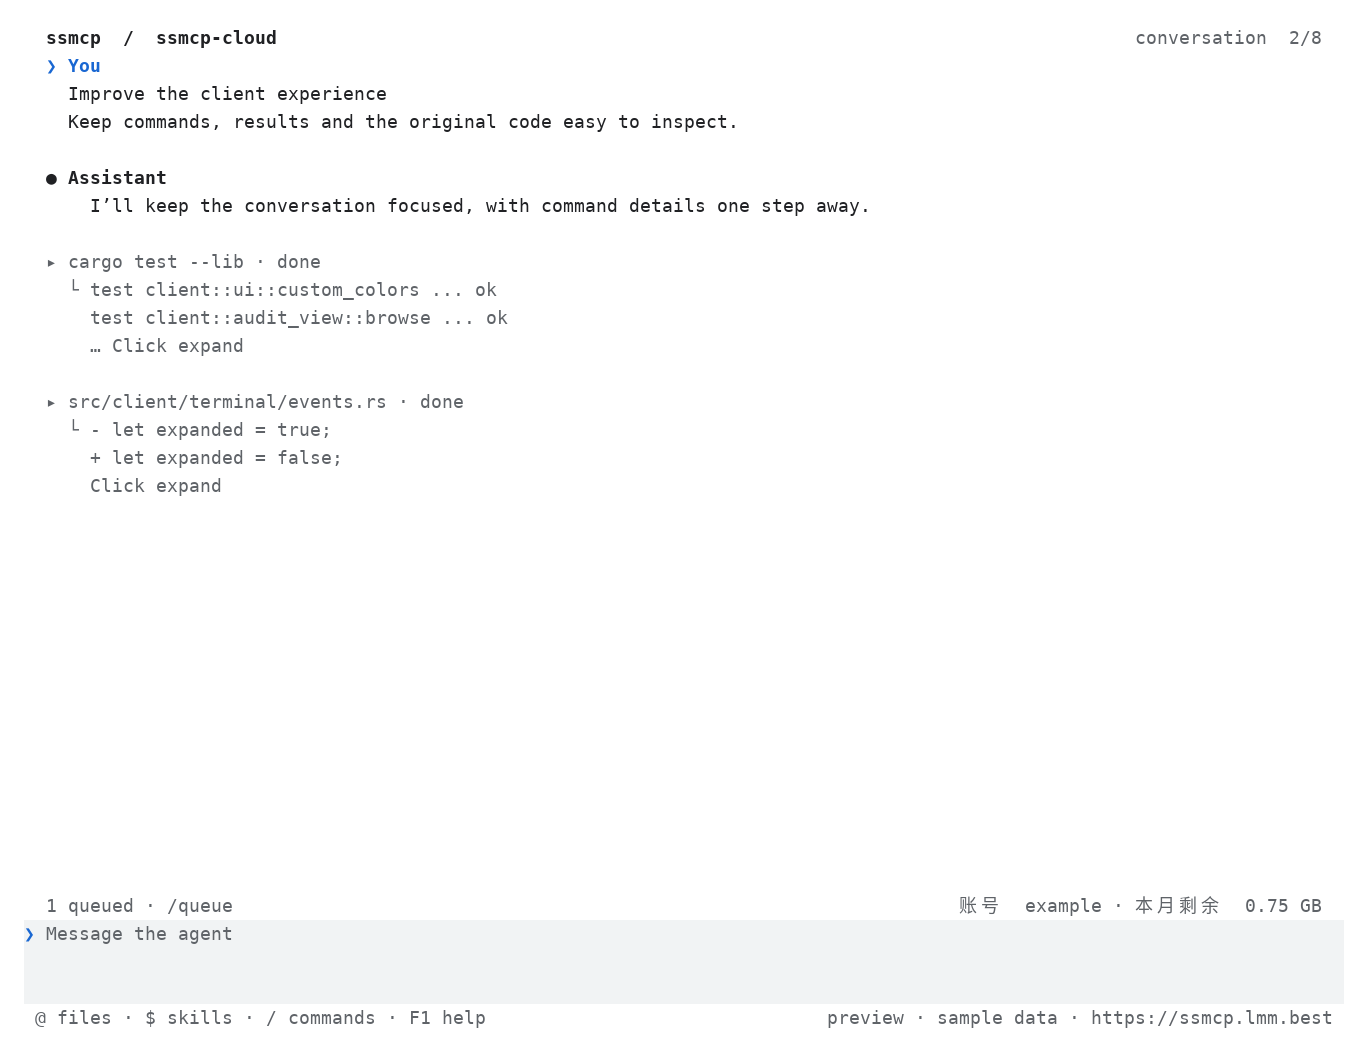 ssmcp / ssmcp-cloud conversation 2/8
❯ You
Improve the client experience
Keep commands, results and the original code easy to inspect.
● Assistant
I’ll keep the conversation focused, with command details one step away.
▸ cargo test --lib · done
└ test client::ui::custom_colors ... ok
test client::audit_view::browse ... ok
… Click expand
▸ src/client/terminal/events.rs · done
└ - let expanded = true;
+ let expanded = false;
Click expand
1 queued · /queue 账号 example · 本月剩余 0.75 GB
❯ Message the agent
@ files · $ skills · / commands · F1 help preview · sample data · https://ssmcp.lmm.best